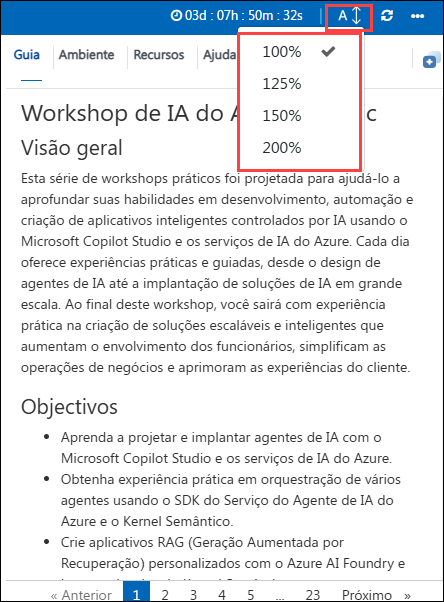 03d : 07h : 50m : 32s A
Guia Ambiente Recursos Ajuda
100%
125%
150%
200%
Workshop de IA do A
Visão geral
Esta série de workshops práticos foi projetada para ajudá-lo a
aprofundar suas habilidades em desenvolvimento, automação e
criação de aplicativos inteligentes controlados por IA usando o
Microsoft Copilot Studio e os serviços de IA do Azure. Cada dia
oferece experiências práticas e guiadas, desde o design de
agentes de IA até a implantação de soluções de IA em grande
escala. Ao final deste workshop, você sairá com experiência
prática na criação de soluções escaláveis e inteligentes que
aumentam o envolvimento dos funcionários, simplificam as
operações de negócios e aprimoram as experiências do cliente.
Objectivos
Aprenda a projetar e implantar agentes de IA com o
Microsoft Copilot Studio e os serviços de IA do Azure.
Obtenha experiência prática em orquestração de vários
agentes usando o SDK do Serviço do Agente de IA do
Azure e o Kernel Semântico.
Crie aplicativos RAG (Geração Aumentada por
Recuperação) personalizados com o Azure AI Foundry e
« Anterior 1 2 3 4 5 ... 23 Próximo »